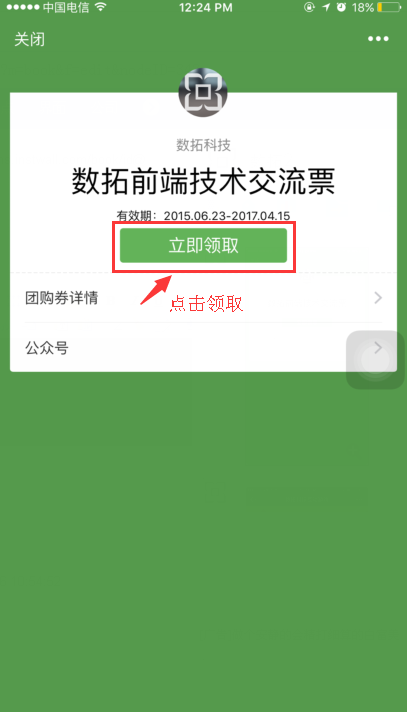 中国电信 12:24 PM 18%
关闭
数拓科技
数拓前端技术交流票
有效期：2015.06.23-2017.04.15
立即领取
团购券详情
点击领取
公众号